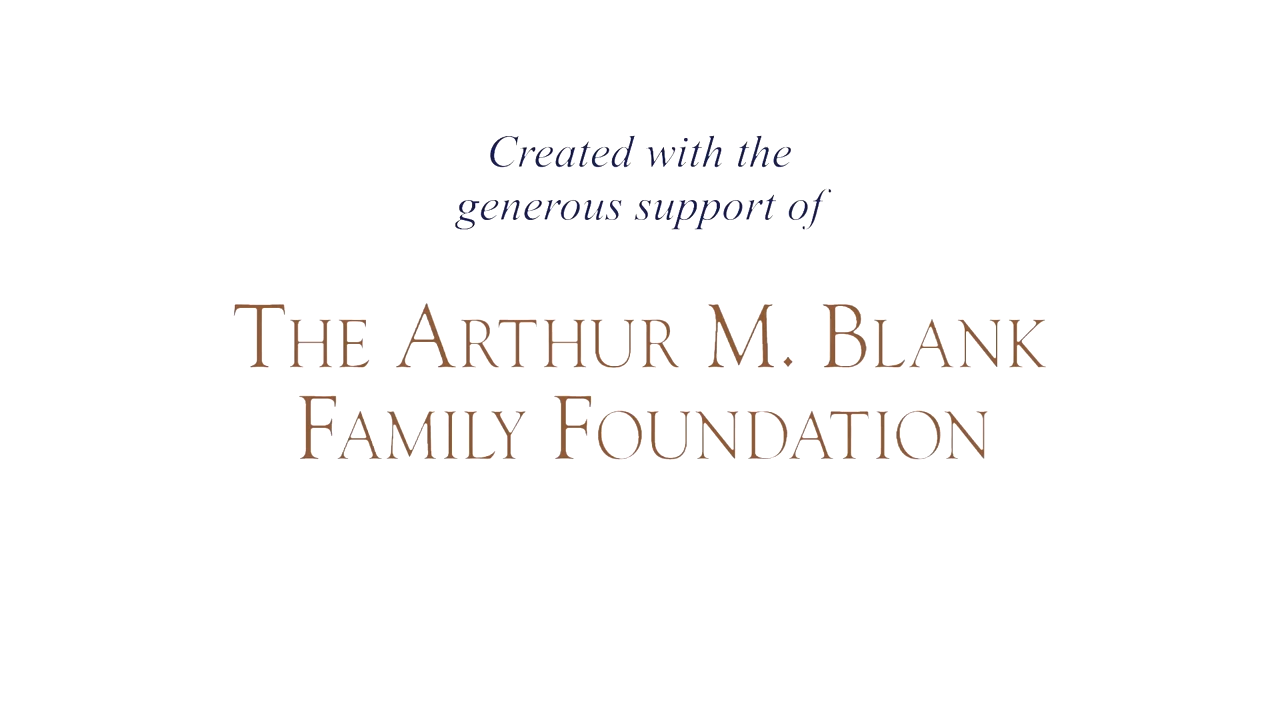 Created with the
generous support of
The Arthur M. Blank
Family Foundation